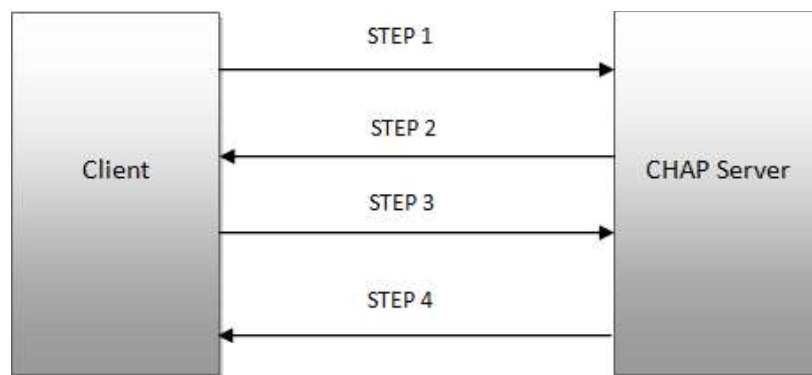 STEP 1
STEP 2
Client
CHAP Server
STEP 3
STEP 4